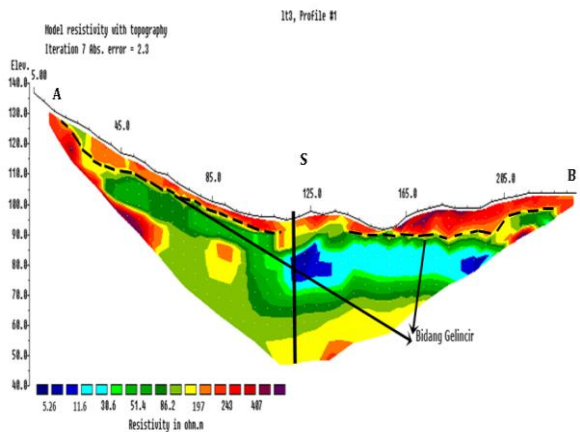 lt3, Profile #1
Model resistivity with topography
Iteration 7 Abs. error = 2.3
Elev.
5.00
140.0
A
130.0
45.0
120.0
85.0
S
125.0
165.0
205.0
B
110.0
100.0
90.0
80.0
70.0
60.0
50.0
40.0
Bidang Gelincir
5.26 11.6 30.6 51.4 86.2 197 243 407
Resistivity in ohm.m